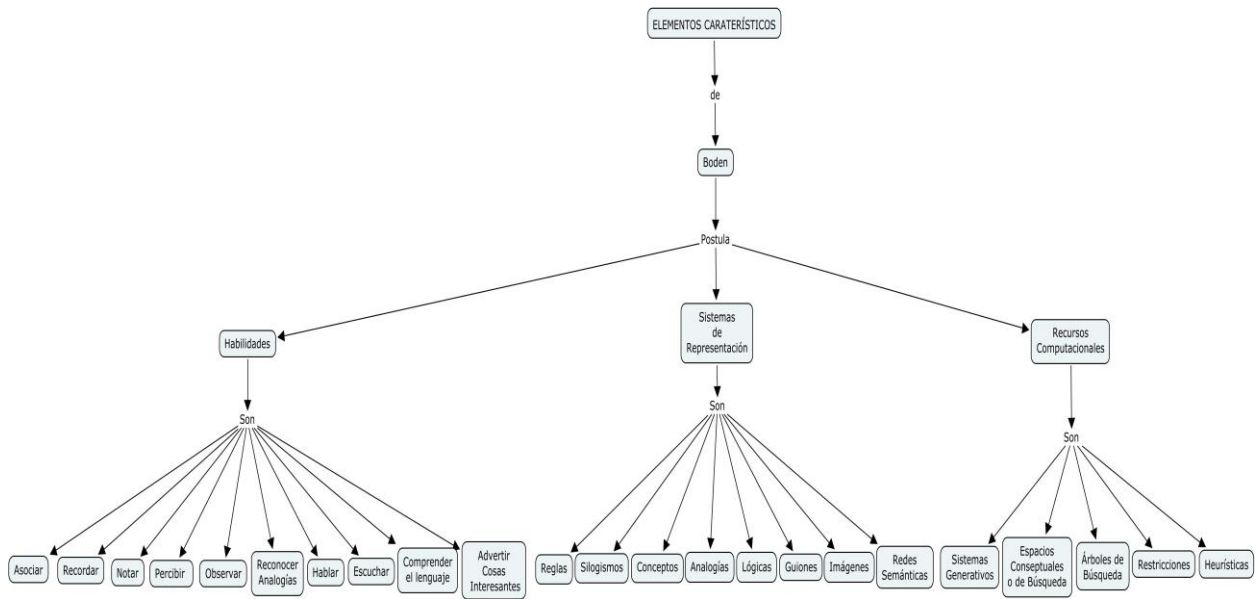 ELEMENTOS CARATERÍSTICOS
de
Boden
Postula
Habilidades
Sistemas
de
Representación
Recursos
Computacionales
Son
Son
Son
Asociar
Recordar
Notar
Percibir
Observar
Reconocer
Analogías
Hablar
Escuchar
Comprender
el lenguaje
Advertir
Cosas
Interesantes
Reglas
Silogismos
Conceptos
Analogías
Lógicas
Guiones
Imágenes
Redes
Semánticas
Sistemas
Generativos
Espacios
Conseptuales
o de Búsqueda
Árboles de
Búsqueda
Restricciones
Heurísticas